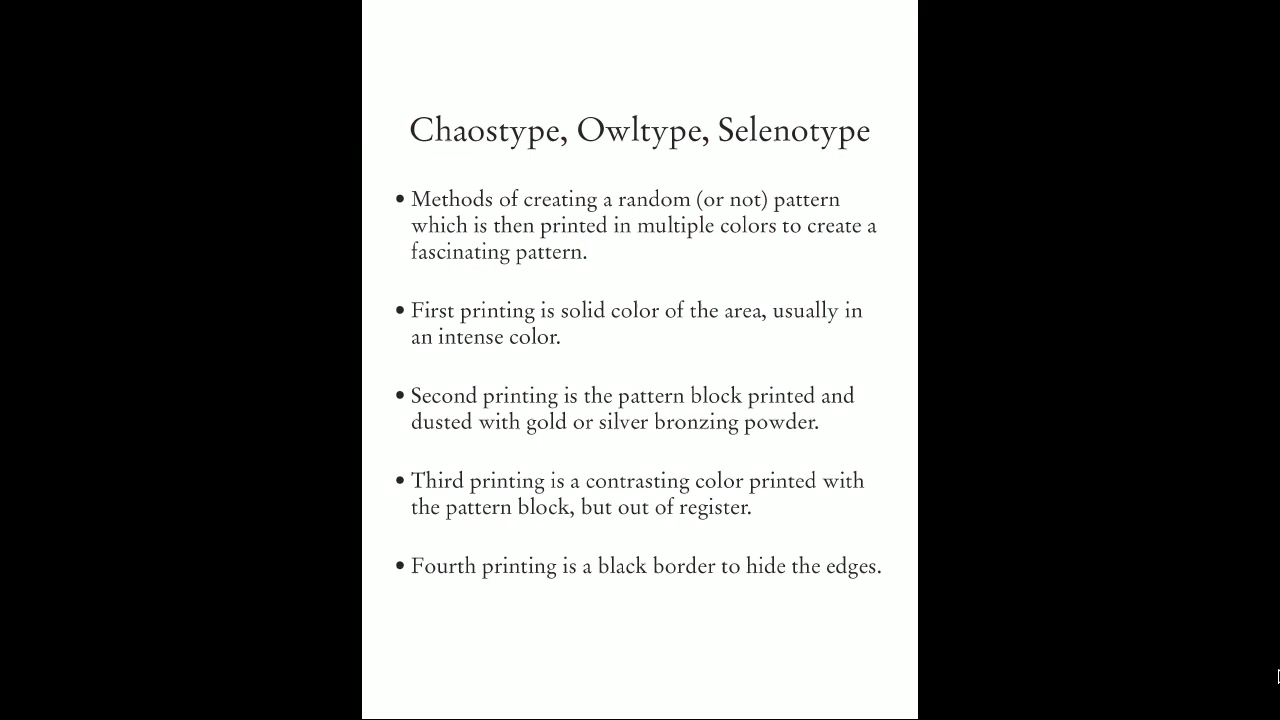 Chaostype, Owltype, Selenotype
• Methods of creating a random (or not) pattern
which is then printed in multiple colors to create a
fascinating pattern.
• First printing is solid color of the area, usually in
an intense color.
• Second printing is the pattern block printed and
dusted with gold or silver bronzing powder.
• Third printing is a contrasting color printed with
the pattern block, but out of register.
• Fourth printing is a black border to hide the edges.